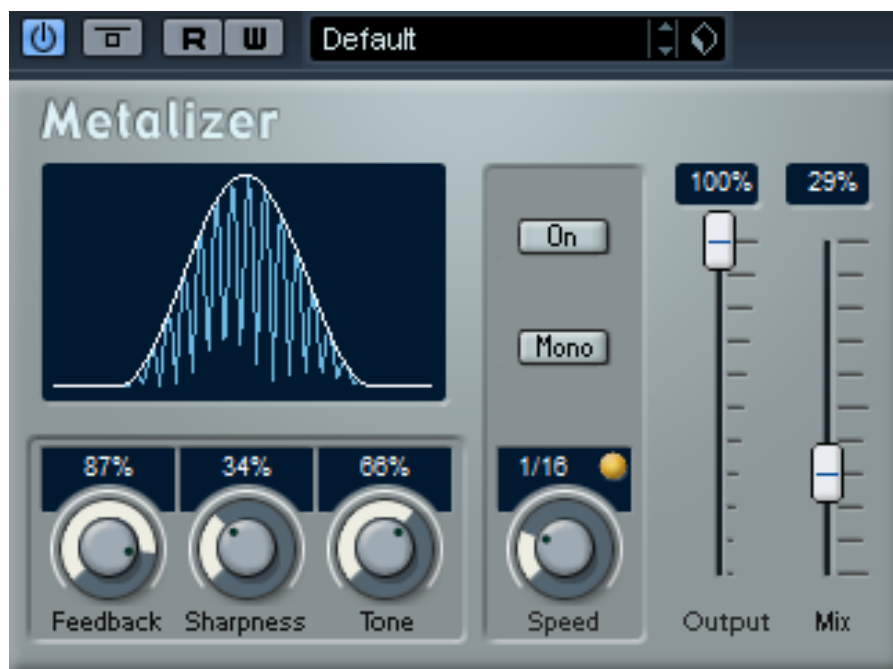 R W Default
Metalizer
100% 29%
On
Mono
87% 34% 66% 1/16
Feedback Sharpness Tone Speed Output Mix